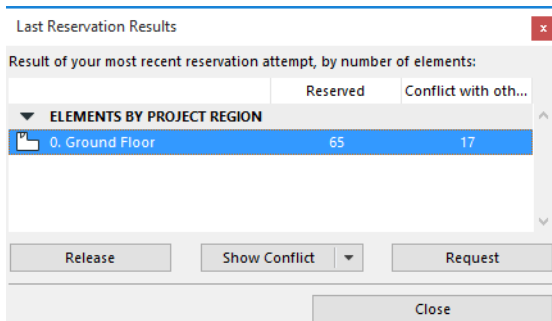 Last Reservation Results
x
Result of your most recent reservation attempt, by number of elements:
Reserved Conflict with oth...
ELEMENTS BY PROJECT REGION
0. Ground Floor 65 17
Release Show Conflict Request
Close